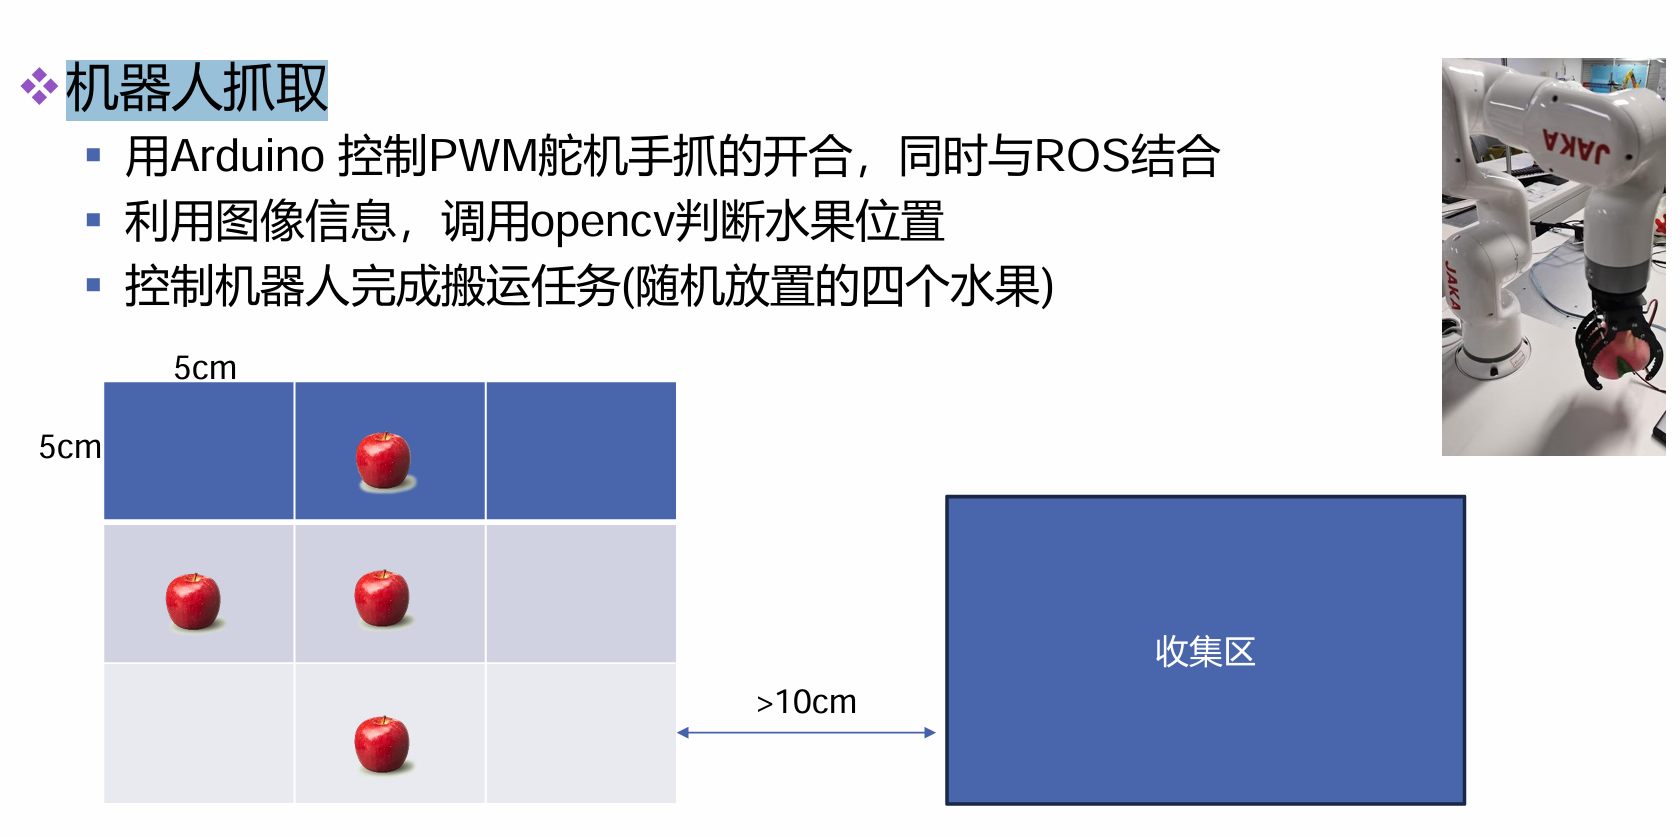 机器人抓取
用Arduino 控制PWM舵机手抓的开合，同时与ROS结合
利用图像信息，调用opencv判断水果位置
控制机器人完成搬运任务(随机放置的四个水果)
5cm
5cm
>10cm
收集区
JAKA
JAKA